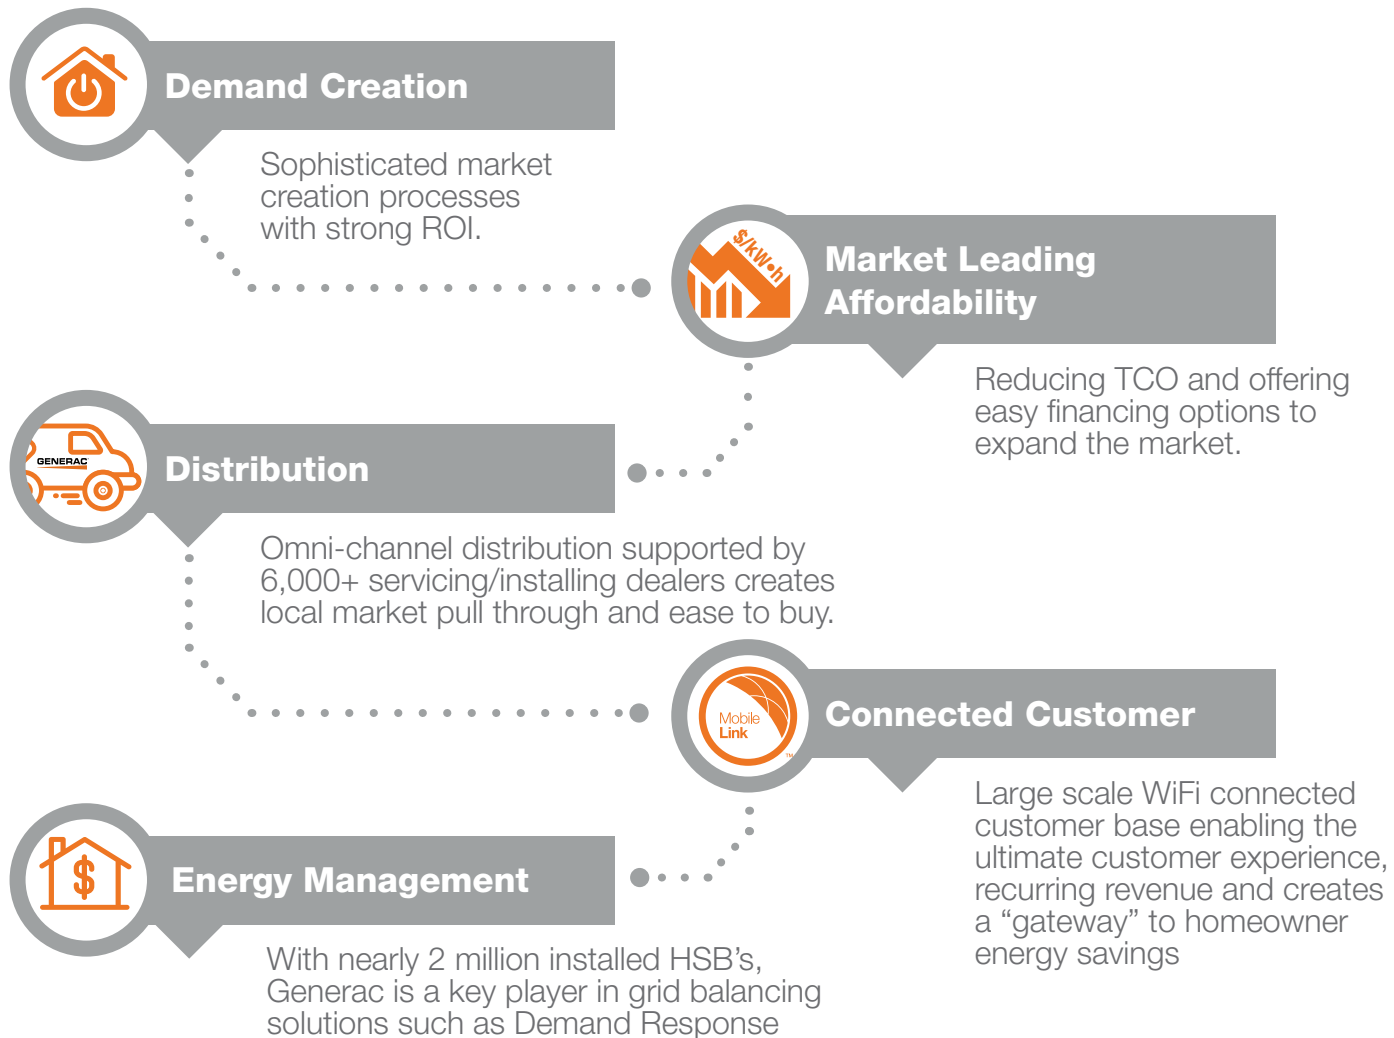 Demand Creation
Sophisticated market
creation processes
with strong ROI.
$/kW•h
Market Leading
Affordability
Reducing TCO and offering
easy financing options to
expand the market.
GENERAC
Distribution
Omni-channel distribution supported by
6,000+ servicing/installing dealers creates
local market pull through and ease to buy.
Mobile
Link
™
Connected Customer
Large scale WiFi connected
customer base enabling the
ultimate customer experience,
recurring revenue and creates
a “gateway” to homeowner
energy savings
$
Energy Management
With nearly 2 million installed HSB’s,
Generac is a key player in grid balancing
solutions such as Demand Response